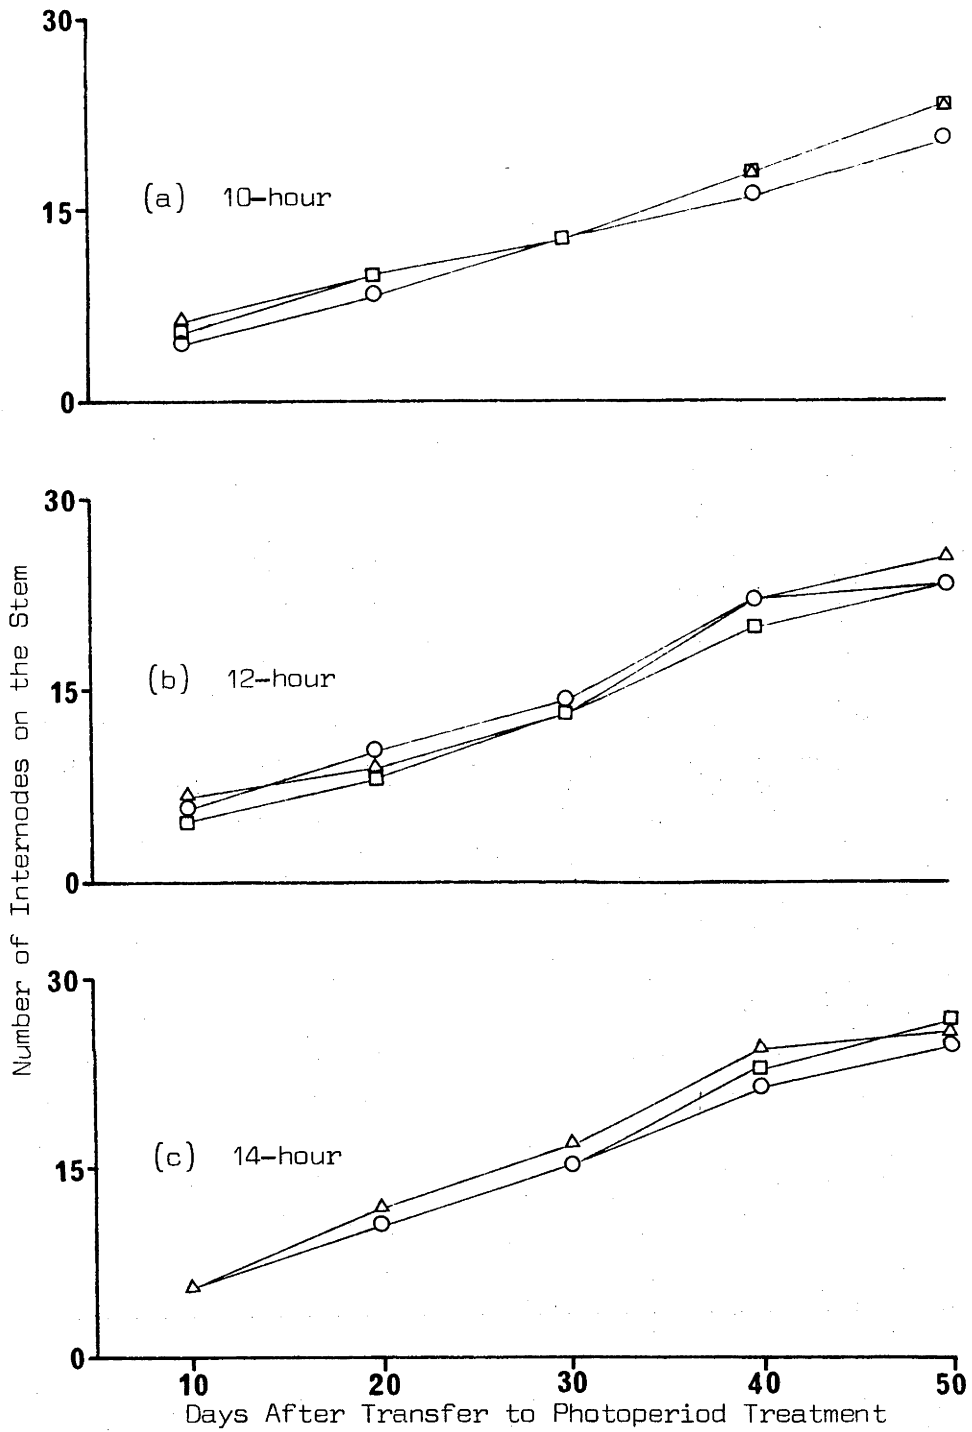 30
(a) 10-hour
15
0
30
(b) 12-hour
15
0
30
(c) 14-hour
15
0
Number of Internodes on the Stem
10 20 30 40 50
Days After Transfer to Photoperiod Treatment